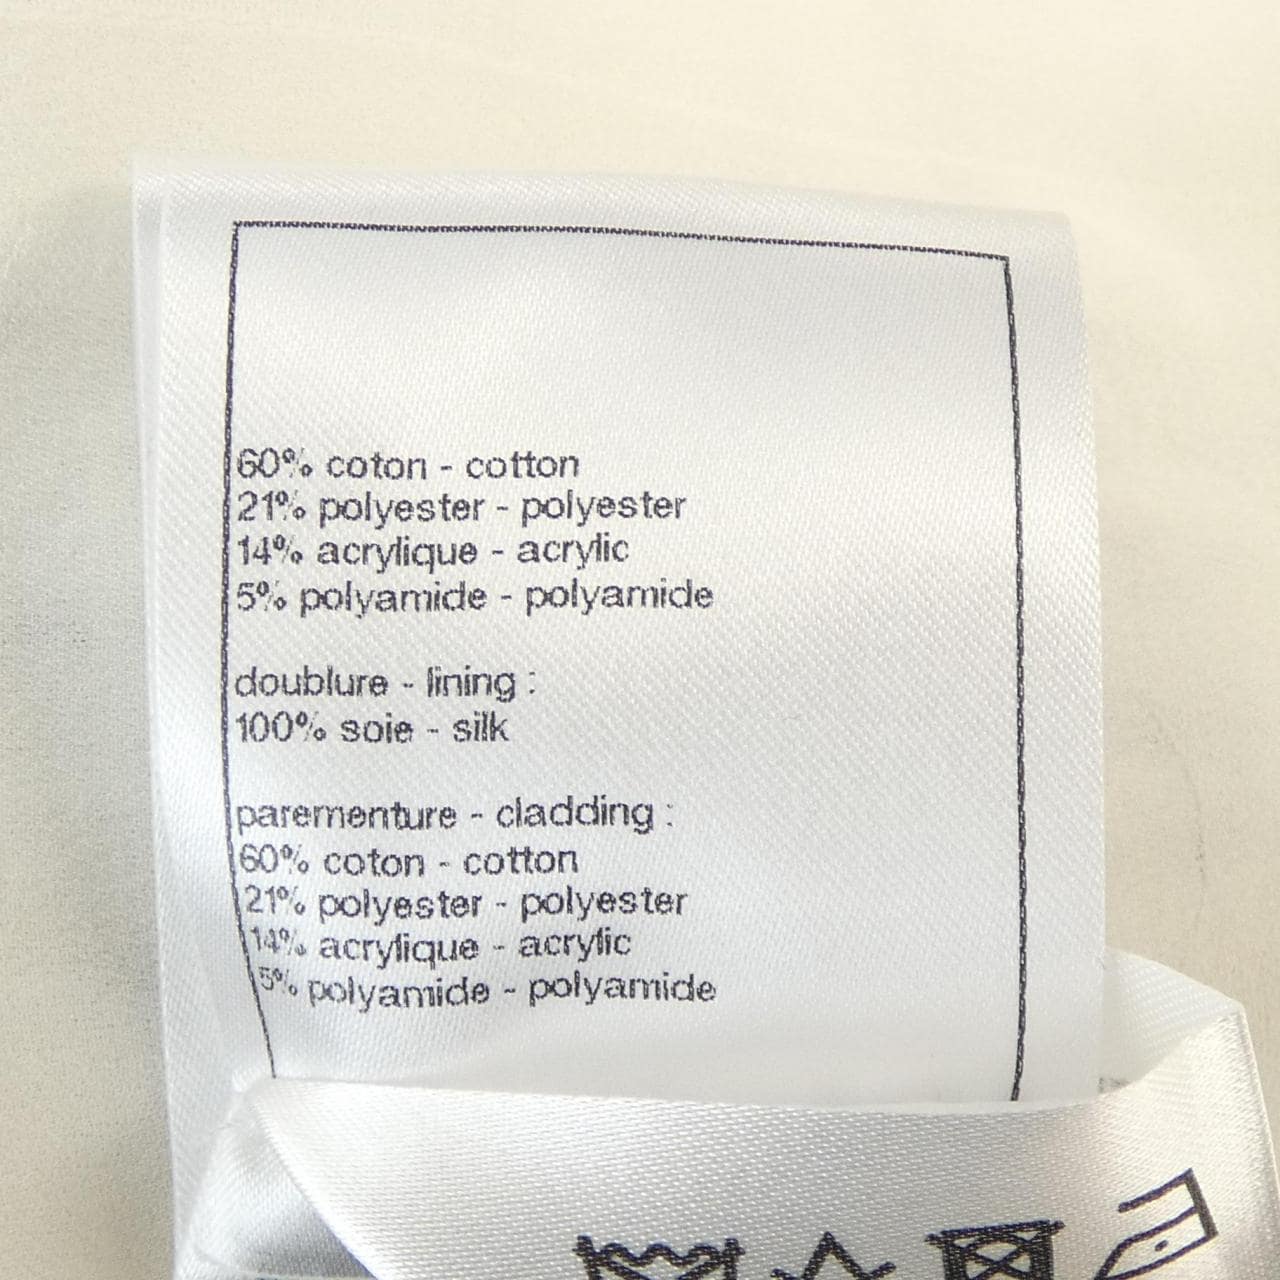 60% coton - cotton
21% polyester - polyester
14% acrylique - acrylic
5% polyamide - polyamide
doublure - lining :
100% soie - silk
parementure - cladding :
60% coton - cotton
21% polyester - polyester
14% acrylique - acrylic
5% polyamide - polyamide